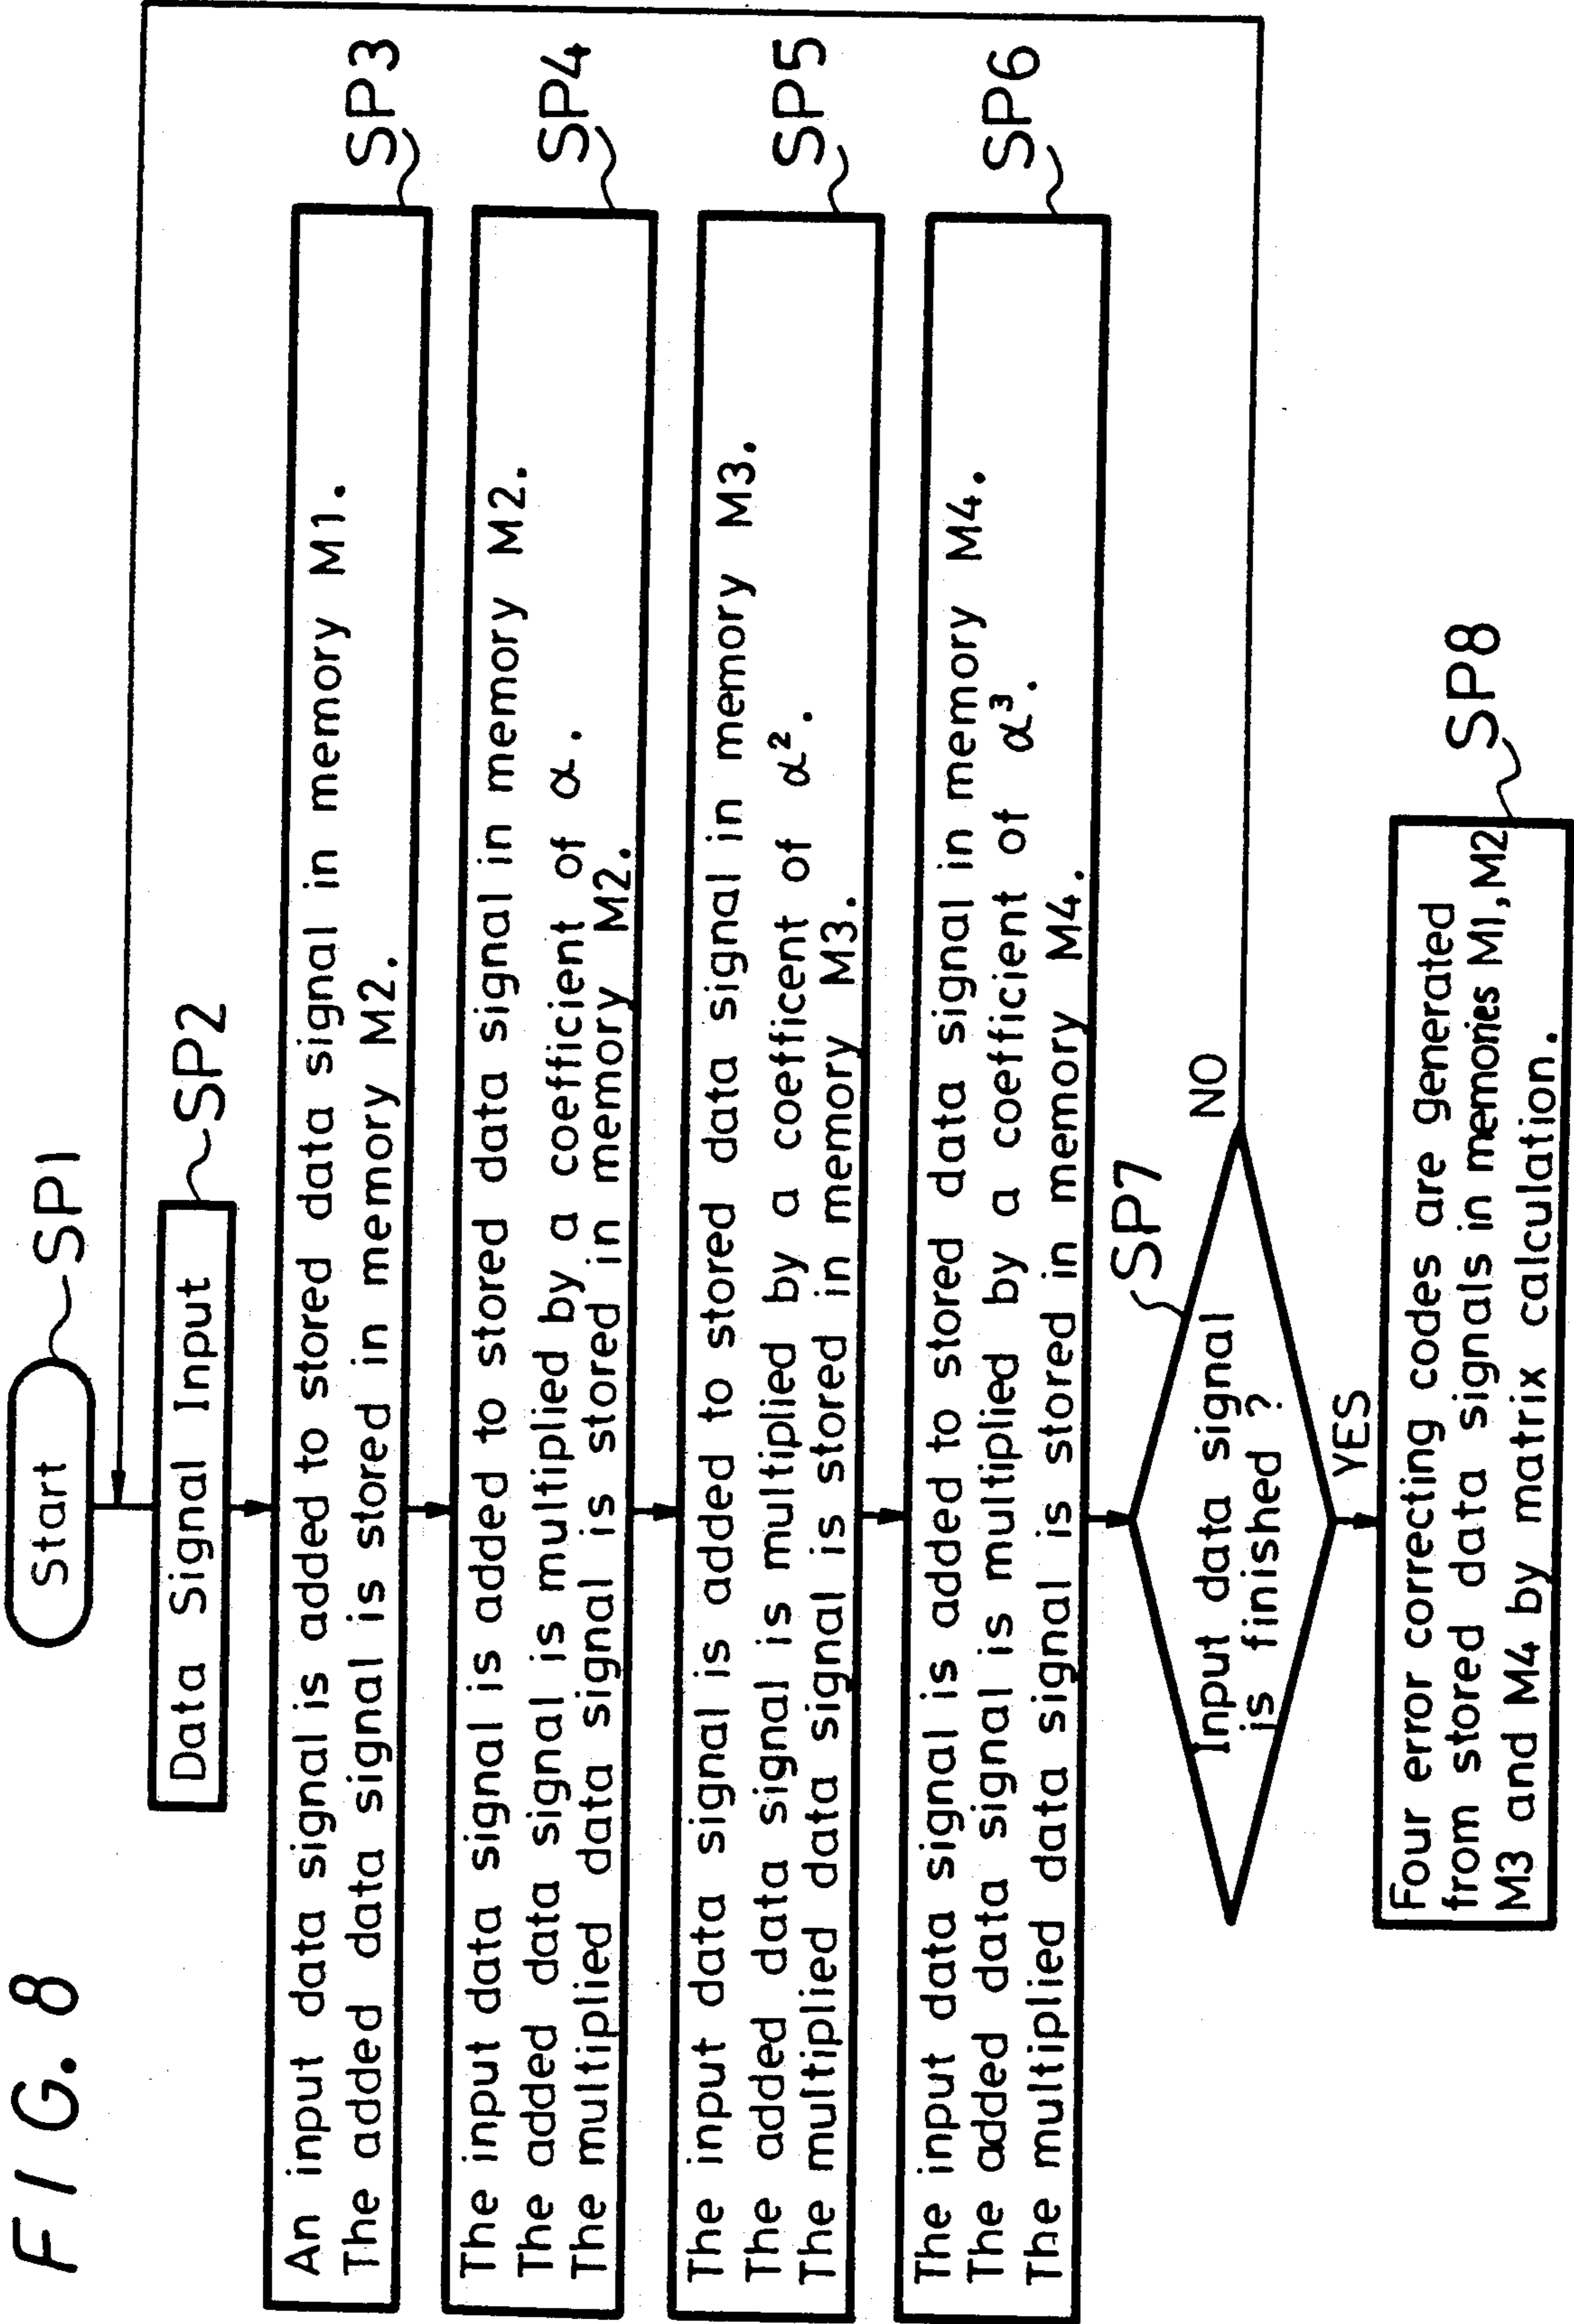 FIG. 8
Start
SP1
Data Signal Input
SP2
An input data signal is added to stored data signal in memory M1.
The added data signal is stored in memory M2.
SP3
The input data signal is added to stored data signal in memory M2.
The added data signal is multiplied by a coefficient of α.
The multiplied data signal is stored in memory M2.
SP4
The input data signal is added to stored data signal in memory M3.
The added data signal is multiplied by a coefficent of α².
The multiplied data signal is stored in memory M3.
SP5
The input data signal is added to stored data signal in memory M4.
The added data signal is multiplied by a coefficient of α³.
The multiplied data signal is stored in memory M4.
SP6
Input data signal
is finished ?
SP7
NO
YES
Four error correcting codes are generated
from stored data signals in memories M1, M2
M3 and M4 by matrix calculation.
SP8